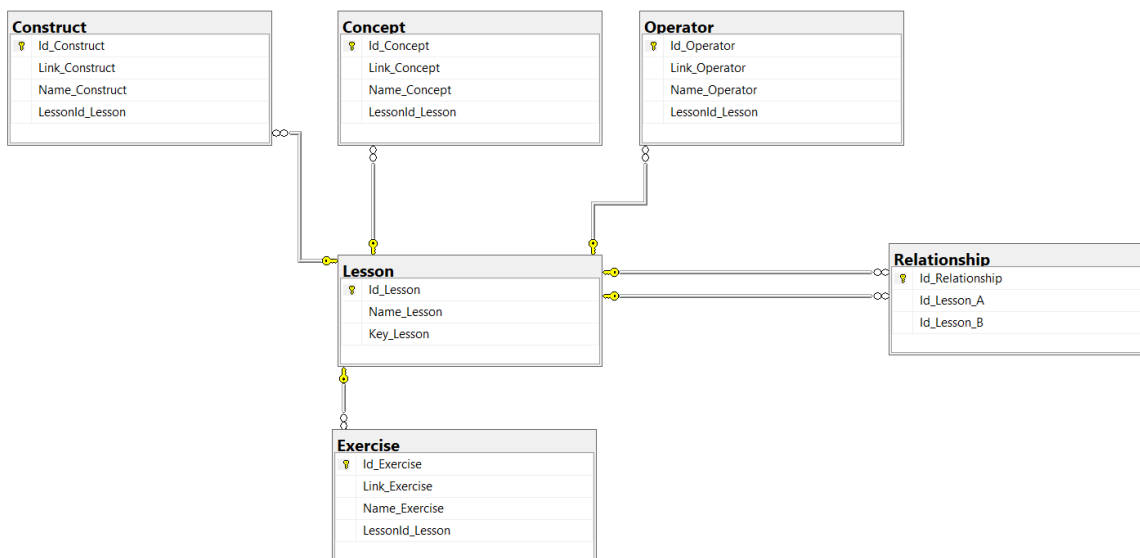 Construct
Id_Construct
Link_Construct
Name_Construct
LessonId_Lesson
Concept
Id_Concept
Link_Concept
Name_Concept
LessonId_Lesson
Operator
Id_Operator
Link_Operator
Name_Operator
LessonId_Lesson
Lesson
Id_Lesson
Name_Lesson
Key_Lesson
Relationship
Id_Relationship
Id_Lesson_A
Id_Lesson_B
Exercise
Id_Exercise
Link_Exercise
Name_Exercise
LessonId_Lesson